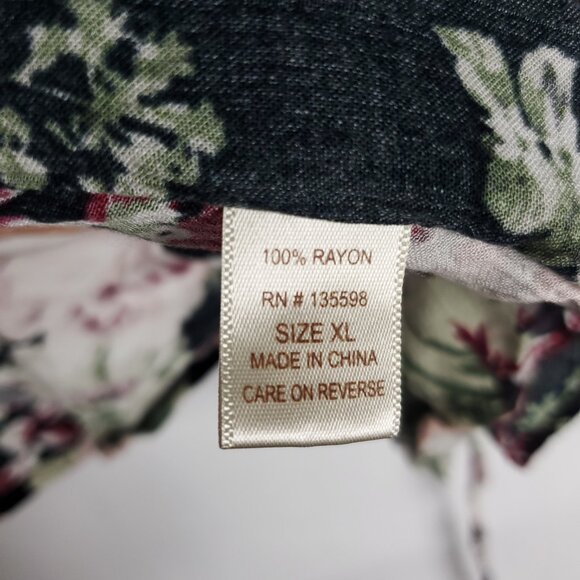 100% RAYON
RN # 135598
SIZE XL
MADE IN CHINA
CARE ON REVERSE